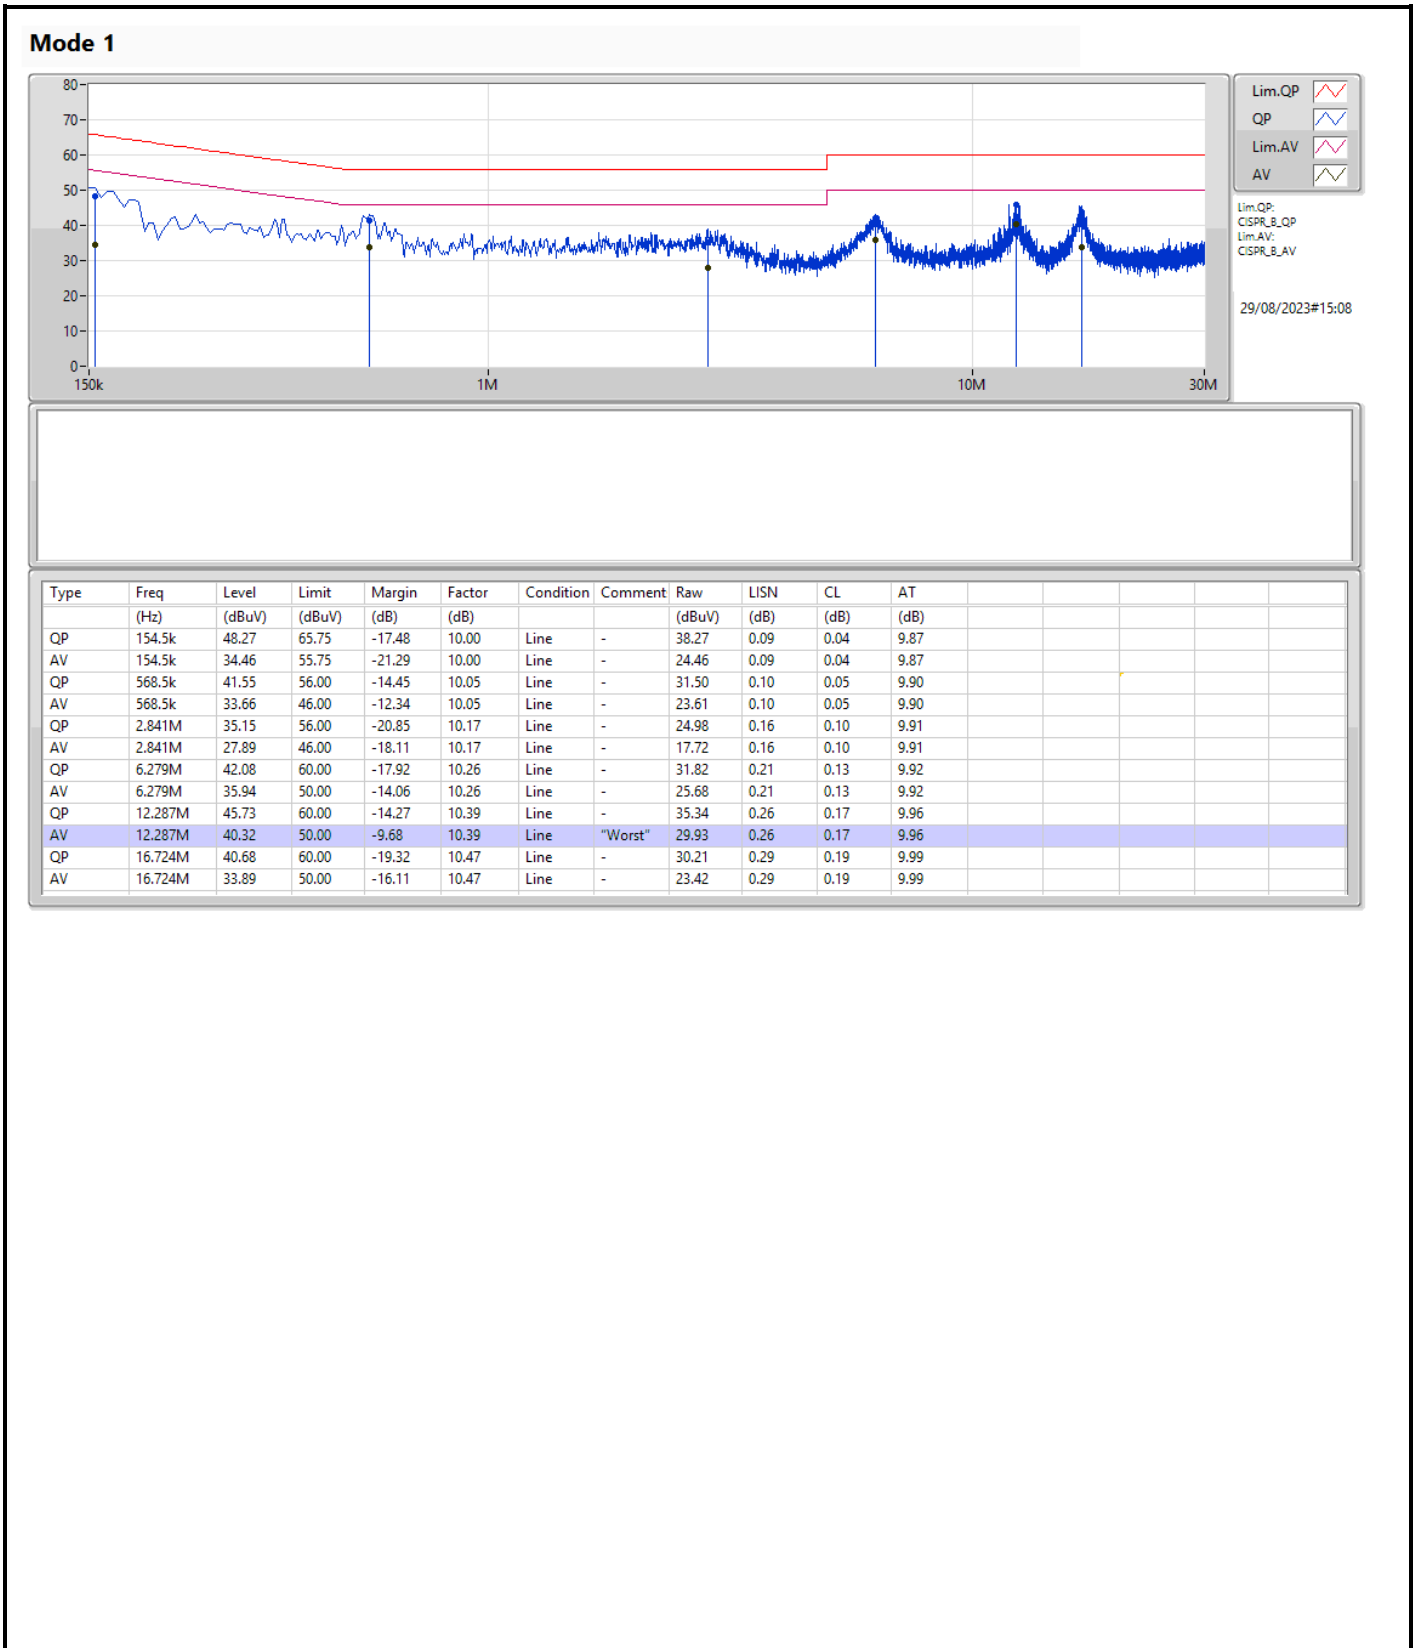 Mode 1
80
70
60
50
40
30
20
10
0
150k 1M 10M 30M
Lim.QP
QP
Lim.AV
AV
Lim.QP:
CISPR_B_QP
Lim.AV:
CISPR_B_AV
29/08/2023#15:08
Type Freq Level Limit Margin Factor Condition Comment Raw LISN CL AT
(Hz) (dBuV) (dBuV) (dB) (dB) (dBuV) (dB) (dB) (dB)
QP 154.5k 48.27 65.75 -17.48 10.00 Line - 38.27 0.09 0.04 9.87
AV 154.5k 34.46 55.75 -21.29 10.00 Line - 24.46 0.09 0.04 9.87
QP 568.5k 41.55 56.00 -14.45 10.05 Line - 31.50 0.10 0.05 9.90
AV 568.5k 33.66 46.00 -12.34 10.05 Line - 23.61 0.10 0.05 9.90
QP 2.841M 35.15 56.00 -20.85 10.17 Line - 24.98 0.16 0.10 9.91
AV 2.841M 27.89 46.00 -18.11 10.17 Line - 17.72 0.16 0.10 9.91
QP 6.279M 42.08 60.00 -17.92 10.26 Line - 31.82 0.21 0.13 9.92
AV 6.279M 35.94 50.00 -14.06 10.26 Line - 25.68 0.21 0.13 9.92
QP 12.287M 45.73 60.00 -14.27 10.39 Line - 35.34 0.26 0.17 9.96
AV 12.287M 40.32 50.00 -9.68 10.39 Line "Worst" 29.93 0.26 0.17 9.96
QP 16.724M 40.68 60.00 -19.32 10.47 Line - 30.21 0.29 0.19 9.99
AV 16.724M 33.89 50.00 -16.11 10.47 Line - 23.42 0.29 0.19 9.99